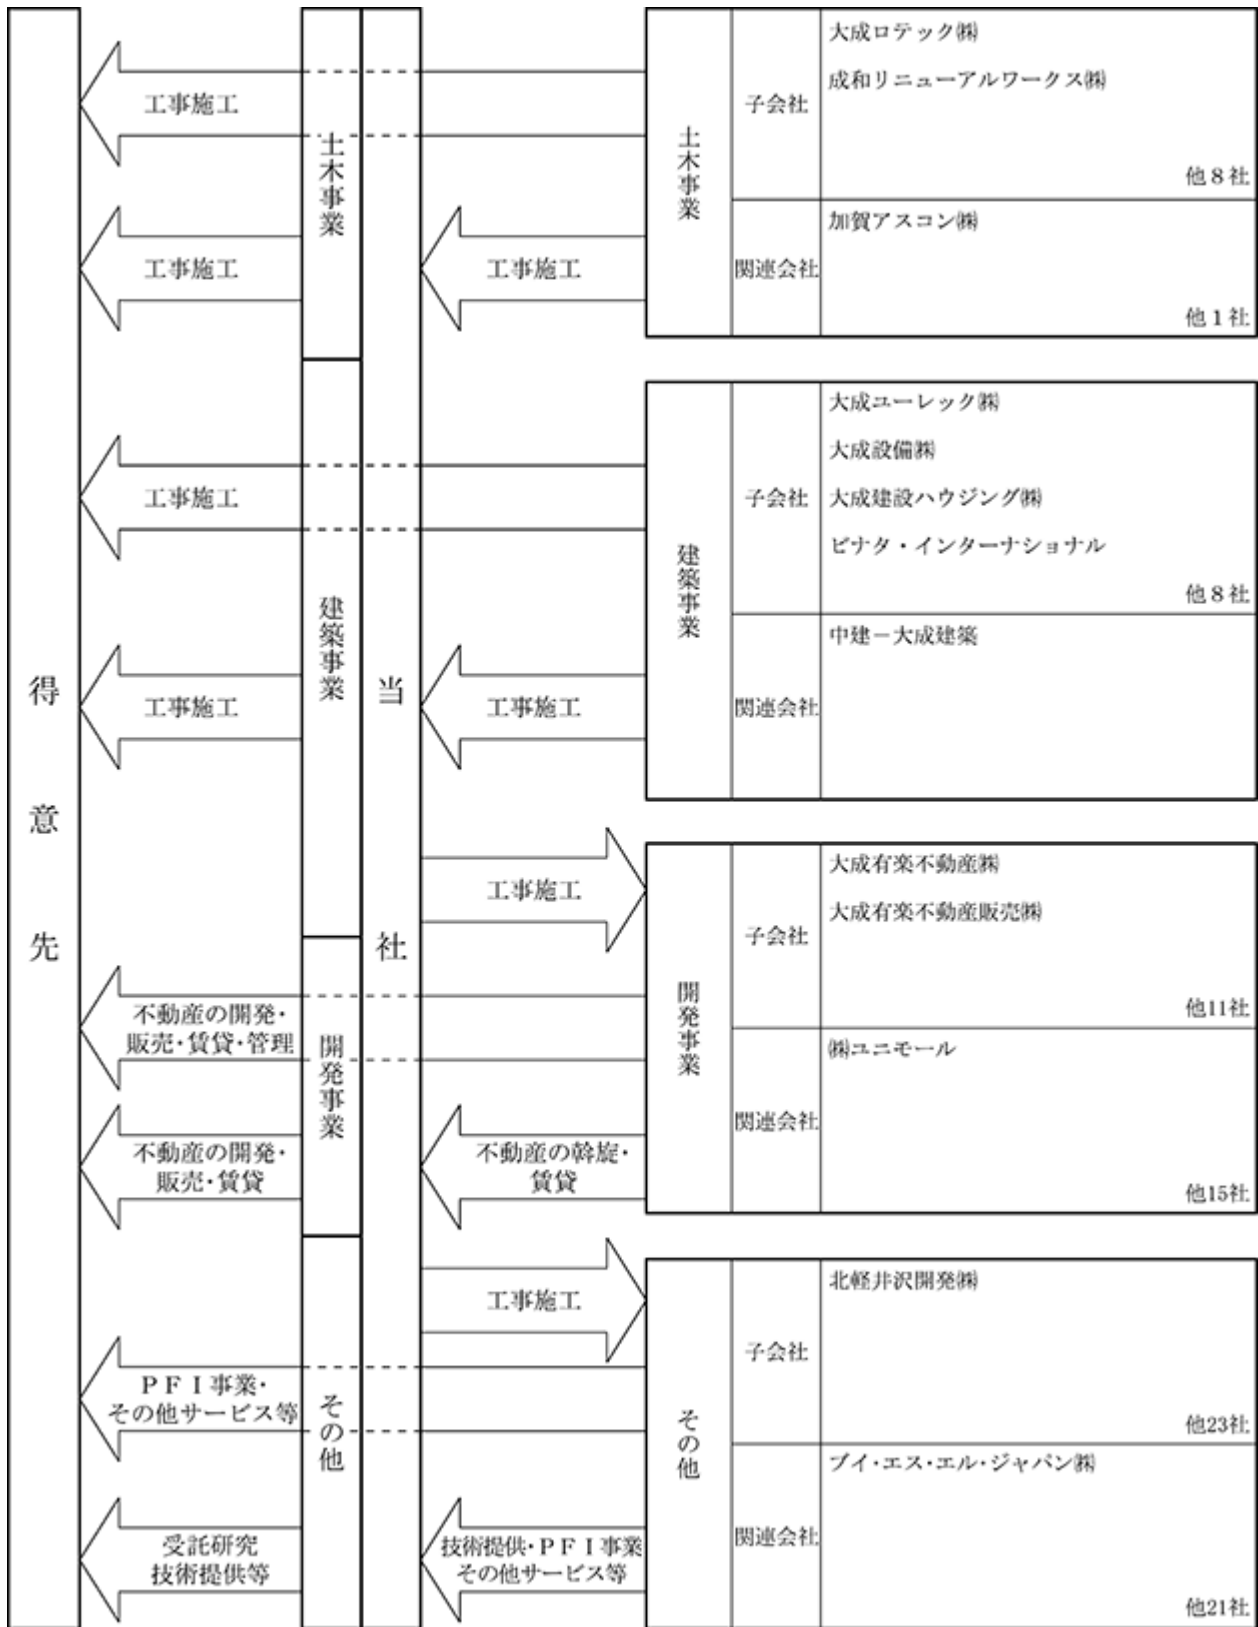 得意先
当社
土木事業
建築事業
開発事業
その他
工事施工
工事施工
工事施工
土木事業
子会社
大成ロテック㈱
成和リニューアルワークス㈱
他８社
関連会社
加賀アスコン㈱
他１社
工事施工
工事施工
工事施工
建築事業
子会社
大成ユーレック㈱
大成設備㈱
大成建設ハウジング㈱
ビナタ・インターナショナル
他８社
関連会社
中建－大成建築
工事施工
不動産の開発・
販売・賃貸・管理
不動産の開発・
販売・賃貸
不動産の斡旋・
賃貸
開発事業
子会社
大成有楽不動産㈱
大成有楽不動産販売㈱
他11社
関連会社
㈱ユニモール
他15社
工事施工
ＰＦＩ事業・
その他サービス等
受託研究
技術提供等
技術提供・ＰＦＩ事業
その他サービス等
その他
子会社
北軽井沢開発㈱
他23社
関連会社
ブイ・エス・エル・ジャパン㈱
他21社